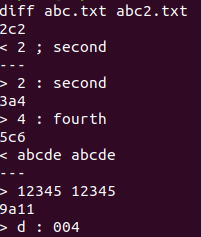 diff abc.txt abc2.txt
2c2
< 2 ; second
---
> 2 : second
3a4
> 4 : fourth
5c6
< abcde abcde
---
> 12345 12345
9a11
> d : 004